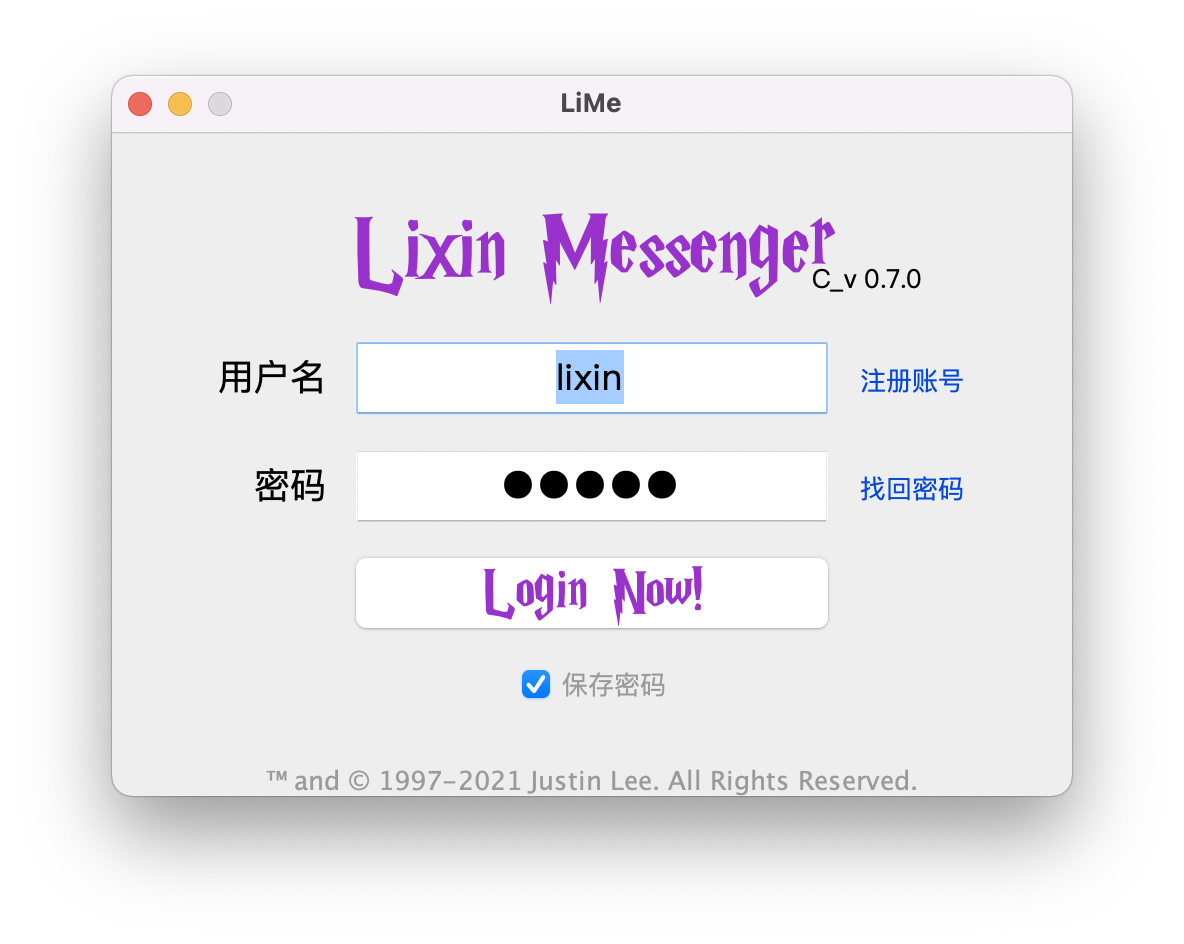 LiMe
Lixin Messenger
C_v 0.7.0
用户名 lixin 注册账号
密码 ●●●●● 找回密码
Login Now!
保存密码
™ and © 1997-2021 Justin Lee. All Rights Reserved.